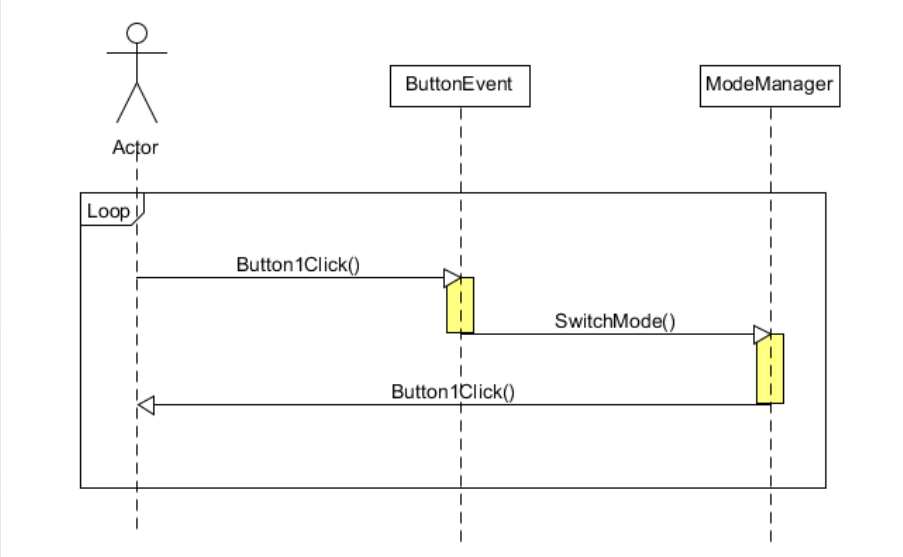 ButtonEvent
ModeManager
Actor
Loop
Button1Click()
SwitchMode()
Button1Click()